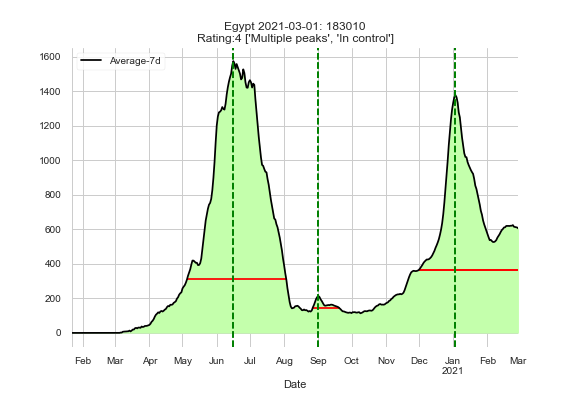 Egypt 2021-03-01: 183010
Rating:4 ['Multiple peaks', 'In control']
Average-7d
1600
1400
1200
1000
800
600
400
200
0
Feb Mar Apr May Jun Jul Aug Sep Oct Nov Dec Jan Feb Mar
2021
Date